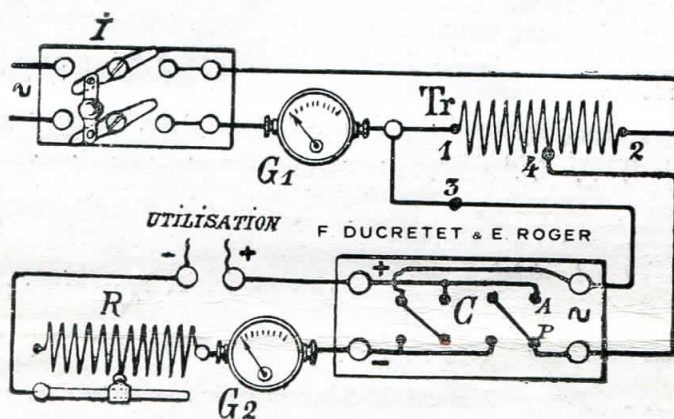 I
~
G1
Tr
1
2
4
3
UTILISATION
F. DUCRETET & E. ROGER
- +
+
R
C
A
~
P
-
G2